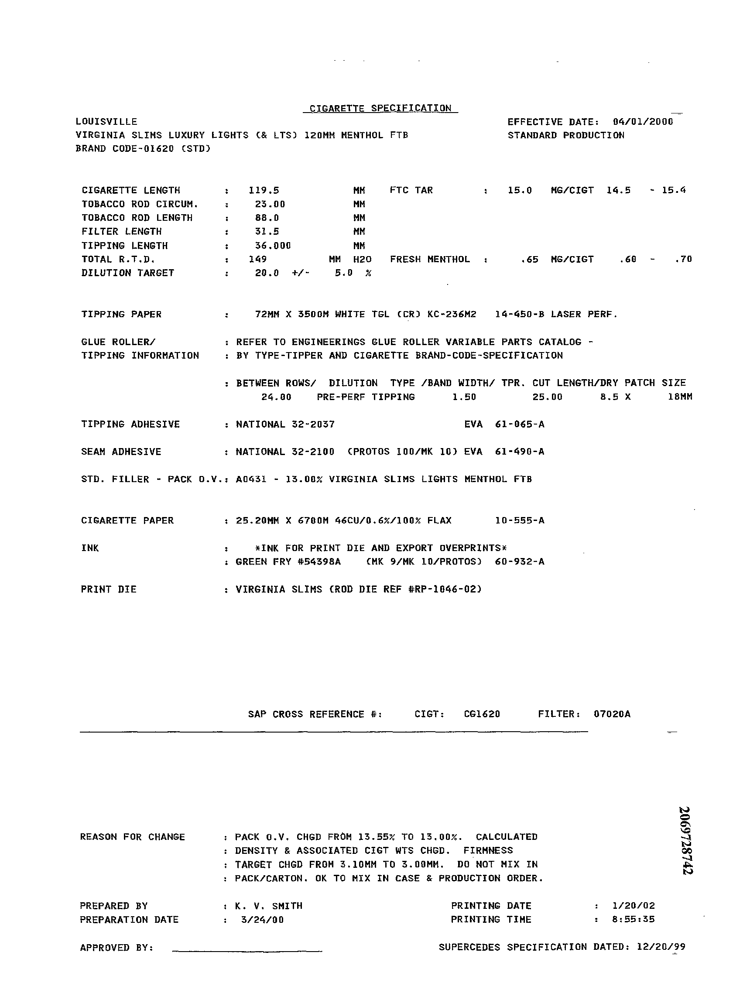 CIGARETTE SPECIFICATION
LOUISVILLE EFFECTIVE DATE: 04/01/2000
VIRGINIA SLIMS LUXURY LIGHTS (& LTS) 120MM MENTHOL FTB STANDARD PRODUCTION
BRAND CODE-01620 (STD)
CIGARETTE LENGTH : 119.5 MM FTC TAR : 15.0 MG/CIGT 14.5 - 15.4
TOBACCO ROD CIRCUM. : 23.00 MM
TOBACCO ROD LENGTH : 88.0 MM
FILTER LENGTH : 31.5 MM
TIPPING LENGTH : 36.000 MM
TOTAL R.T.D. : 149 MM H2O FRESH MENTHOL : .65 MG/CIGT .60 - .70
DILUTION TARGET : 20.0 +/- 5.0 %
TIPPING PAPER : 72MM X 3500M WHITE TGL (CR) KC-236M2 14-450-B LASER PERF.
GLUE ROLLER/ : REFER TO ENGINEERINGS GLUE ROLLER VARIABLE PARTS CATALOG -
TIPPING INFORMATION : BY TYPE-TIPPER AND CIGARETTE BRAND-CODE-SPECIFICATION
: BETWEEN ROWS/ DILUTION TYPE /BAND WIDTH/ TPR. CUT LENGTH/DRY PATCH SIZE
24.00 PRE-PERF TIPPING 1.50 25.00 8.5 X 18MM
TIPPING ADHESIVE : NATIONAL 32-2037 EVA 61-065-A
SEAM ADHESIVE : NATIONAL 32-2100 (PROTOS 100/MK 10) EVA 61-490-A
STD. FILLER - PACK O.V.: A0431 - 13.00% VIRGINIA SLIMS LIGHTS MENTHOL FTB
CIGARETTE PAPER : 25.20MM X 6700M 46CU/0.6%/100% FLAX 10-555-A
INK : *INK FOR PRINT DIE AND EXPORT OVERPRINTS*
: GREEN FRY #54398A (MK 9/MK 10/PROTOS) 60-932-A
PRINT DIE : VIRGINIA SLIMS (ROD DIE REF #RP-1046-02)
SAP CROSS REFERENCE #: CIGT: CG1620 FILTER: 07020A
2069728742
REASON FOR CHANGE : PACK O.V. CHGD FROM 13.55% TO 13.00%. CALCULATED
: DENSITY & ASSOCIATED CIGT WTS CHGD. FIRMNESS
: TARGET CHGD FROM 3.10MM TO 3.00MM. DO NOT MIX IN
: PACK/CARTON. OK TO MIX IN CASE & PRODUCTION ORDER.
PREPARED BY : K. V. SMITH PRINTING DATE : 1/20/02
PREPARATION DATE : 3/24/00 PRINTING TIME : 8:55:35
APPROVED BY: SUPERCEDES SPECIFICATION DATED: 12/20/99